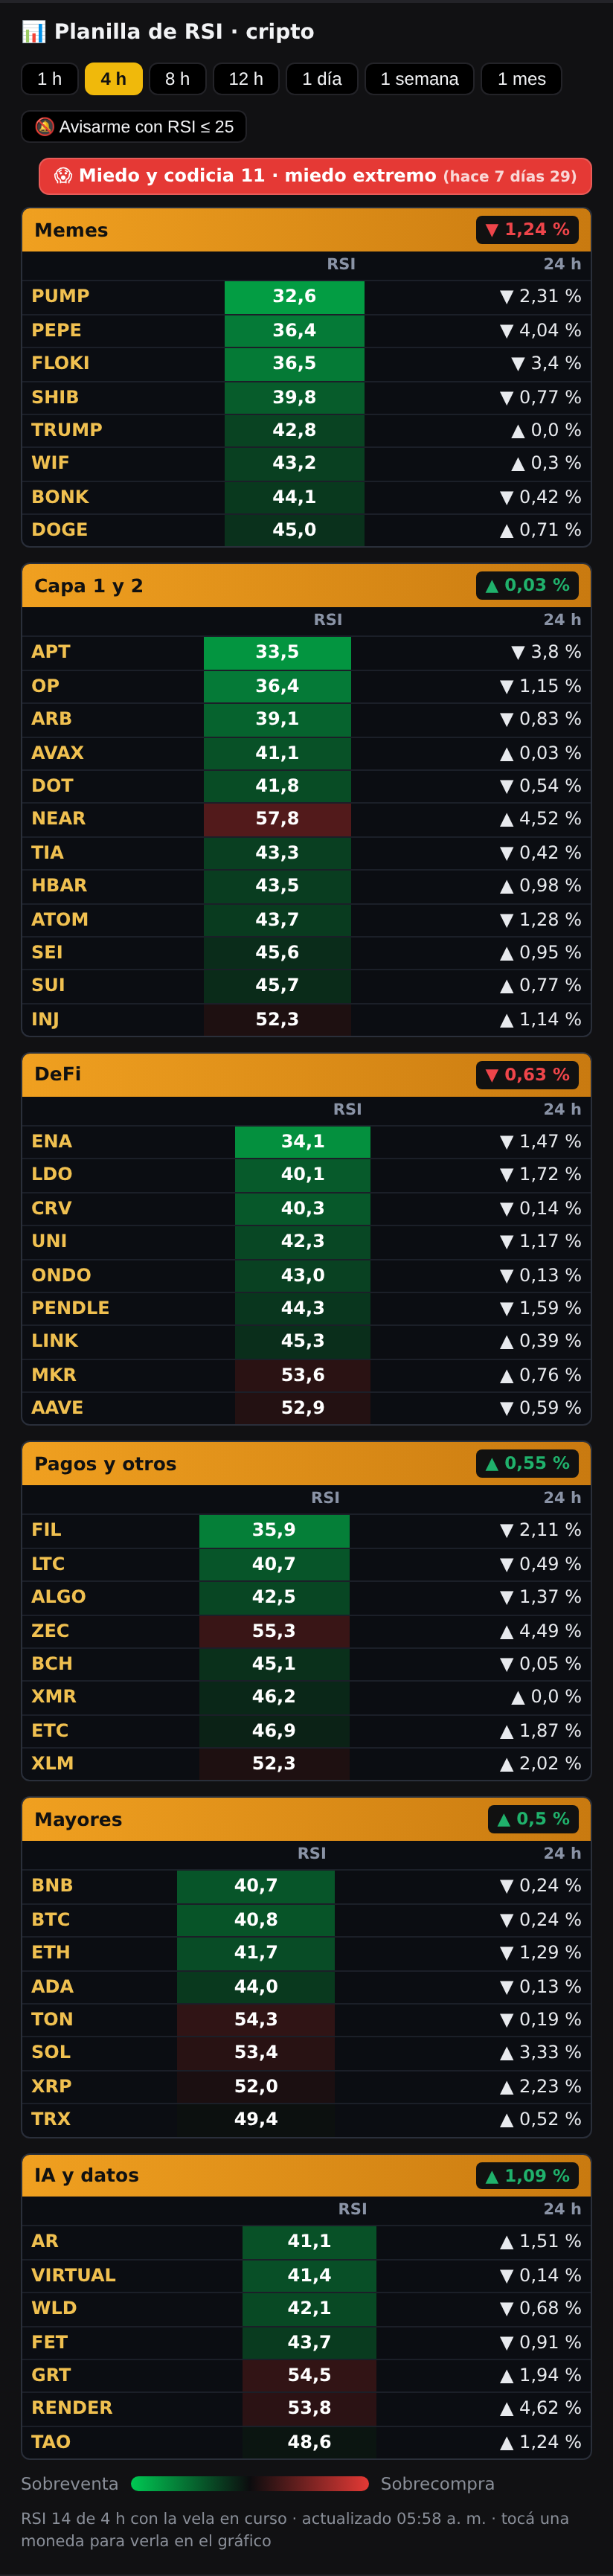 📊 Planilla de RSI · cripto
1 h 4 h 8 h 12 h 1 día 1 semana 1 mes
🔕 Avisarme con RSI ≤ 25
😱 Miedo y codicia 11 · miedo extremo (hace 7 días 29)
Memes ▼ 1,24 %
RSI 24 h
PUMP 32,6 ▼ 2,31 %
PEPE 36,4 ▼ 4,04 %
FLOKI 36,5 ▼ 3,4 %
SHIB 39,8 ▼ 0,77 %
TRUMP 42,8 ▲ 0,0 %
WIF 43,2 ▲ 0,3 %
BONK 44,1 ▼ 0,42 %
DOGE 45,0 ▲ 0,71 %
Capa 1 y 2 ▲ 0,03 %
RSI 24 h
APT 33,5 ▼ 3,8 %
OP 36,4 ▼ 1,15 %
ARB 39,1 ▼ 0,83 %
AVAX 41,1 ▲ 0,03 %
DOT 41,8 ▼ 0,54 %
NEAR 57,8 ▲ 4,52 %
TIA 43,3 ▼ 0,42 %
HBAR 43,5 ▲ 0,98 %
ATOM 43,7 ▼ 1,28 %
SEI 45,6 ▲ 0,95 %
SUI 45,7 ▲ 0,77 %
INJ 52,3 ▲ 1,14 %
DeFi ▼ 0,63 %
RSI 24 h
ENA 34,1 ▼ 1,47 %
LDO 40,1 ▼ 1,72 %
CRV 40,3 ▼ 0,14 %
UNI 42,3 ▼ 1,17 %
ONDO 43,0 ▼ 0,13 %
PENDLE 44,3 ▼ 1,59 %
LINK 45,3 ▲ 0,39 %
MKR 53,6 ▲ 0,76 %
AAVE 52,9 ▼ 0,59 %
Pagos y otros ▲ 0,55 %
RSI 24 h
FIL 35,9 ▼ 2,11 %
LTC 40,7 ▼ 0,49 %
ALGO 42,5 ▼ 1,37 %
ZEC 55,3 ▲ 4,49 %
BCH 45,1 ▼ 0,05 %
XMR 46,2 ▲ 0,0 %
ETC 46,9 ▲ 1,87 %
XLM 52,3 ▲ 2,02 %
Mayores ▲ 0,5 %
RSI 24 h
BNB 40,7 ▼ 0,24 %
BTC 40,8 ▼ 0,24 %
ETH 41,7 ▼ 1,29 %
ADA 44,0 ▼ 0,13 %
TON 54,3 ▼ 0,19 %
SOL 53,4 ▲ 3,33 %
XRP 52,0 ▲ 2,23 %
TRX 49,4 ▲ 0,52 %
IA y datos ▲ 1,09 %
RSI 24 h
AR 41,1 ▲ 1,51 %
VIRTUAL 41,4 ▼ 0,14 %
WLD 42,1 ▼ 0,68 %
FET 43,7 ▼ 0,91 %
GRT 54,5 ▲ 1,94 %
RENDER 53,8 ▲ 4,62 %
TAO 48,6 ▲ 1,24 %
Sobreventa Sobrecompra
RSI 14 de 4 h con la vela en curso · actualizado 05:58 a. m. · tocá una
moneda para verla en el gráfico